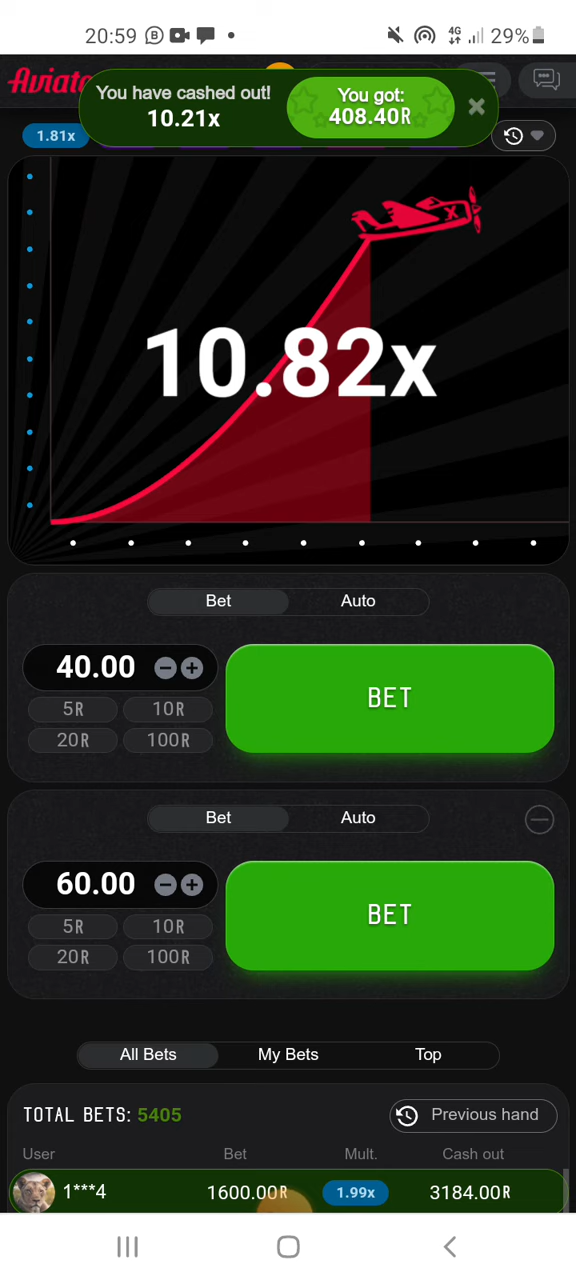 20:59
4G 29%
Aviator
You have cashed out!
10.21x
You got:
408.40R
1.81x
X
10.82x
Bet Auto
40.00
5R 10R
20R 100R
BET
Bet Auto
60.00
5R 10R
20R 100R
BET
All Bets My Bets Top
TOTAL BETS: 5405 Previous hand
User Bet Mult. Cash out
1***4 1600.00R 1.99x 3184.00R